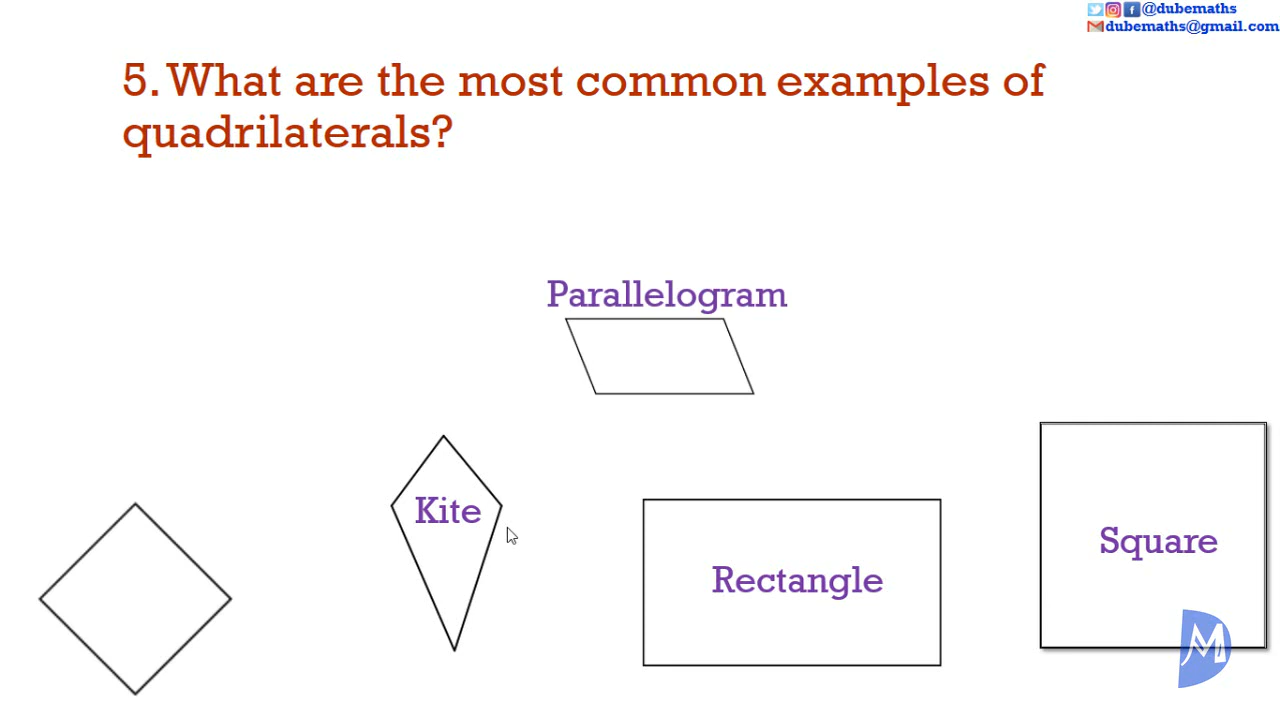 @dubemaths
dubemaths@gmail.com
5. What are the most common examples of
quadrilaterals?
Parallelogram
Kite
Rectangle
Square
M